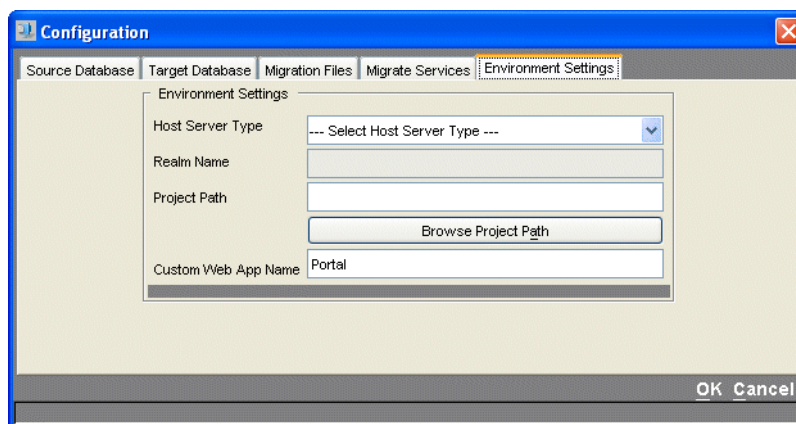 Configuration
Source Database Target Database Migration Files Migrate Services Environment Settings
Environment Settings
Host Server Type --- Select Host Server Type ---
Realm Name
Project Path
Browse Project Path
Custom Web App Name Portal
OK Cancel